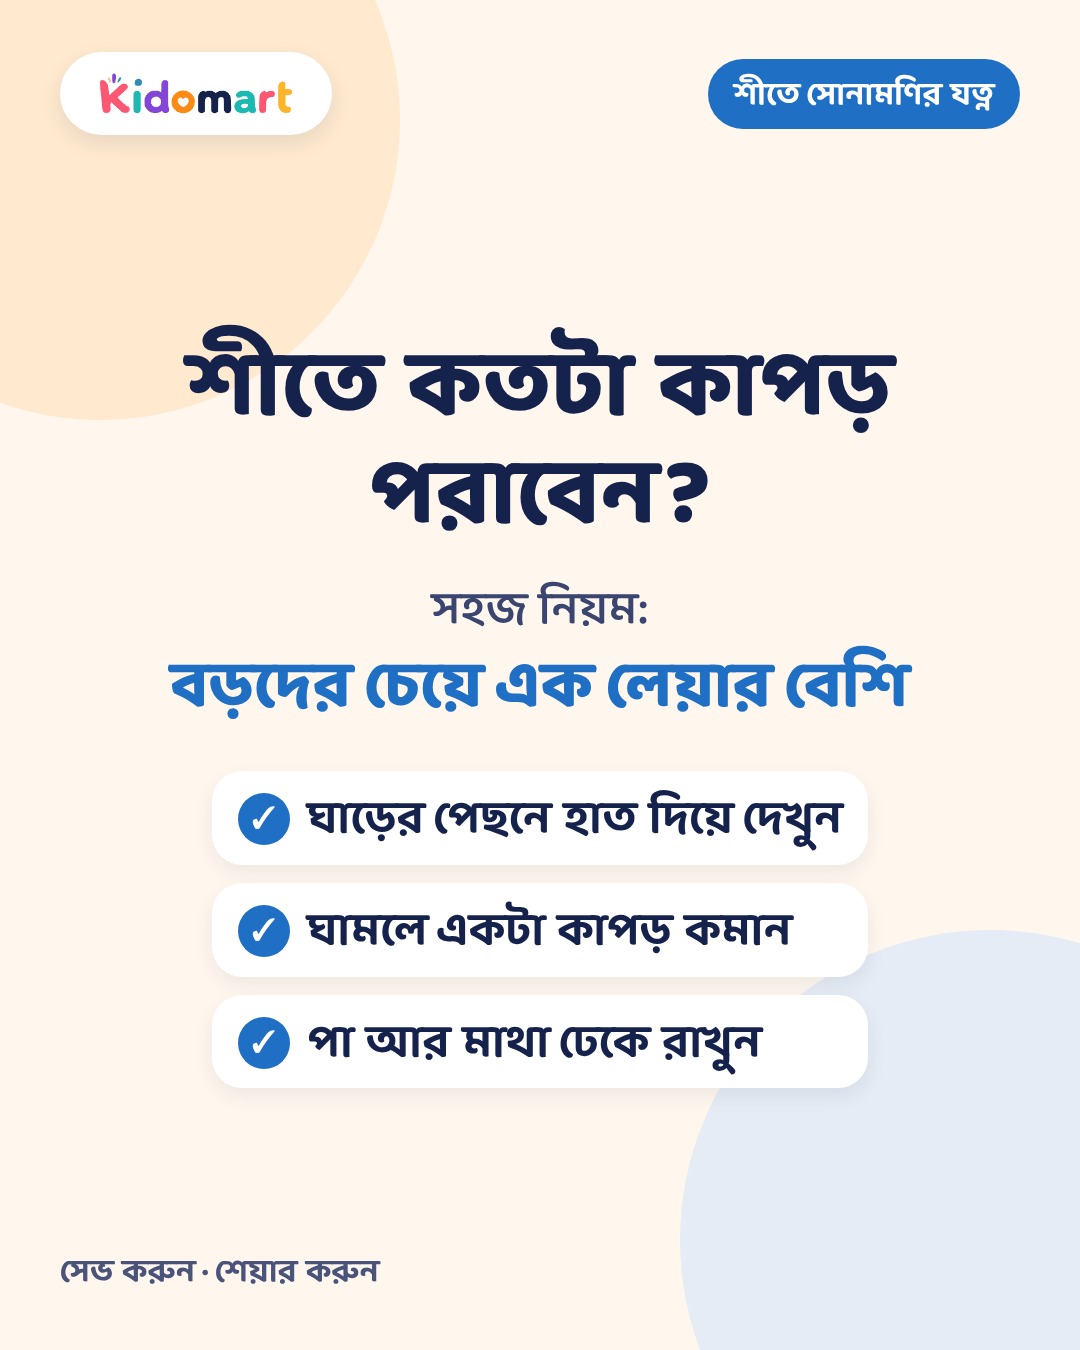 Kidomart
শীতে সোনামণির যত্ন
শীতে কতটা কাপড়
পরাবেন?
সহজ নিয়ম:
বড়দের চেয়ে এক লেয়ার বেশি
✓ ঘাড়ের পেছনে হাত দিয়ে দেখুন
✓ ঘামলে একটা কাপড় কমান
✓ পা আর মাথা ঢেকে রাখুন
সেভ করুন · শেয়ার করুন